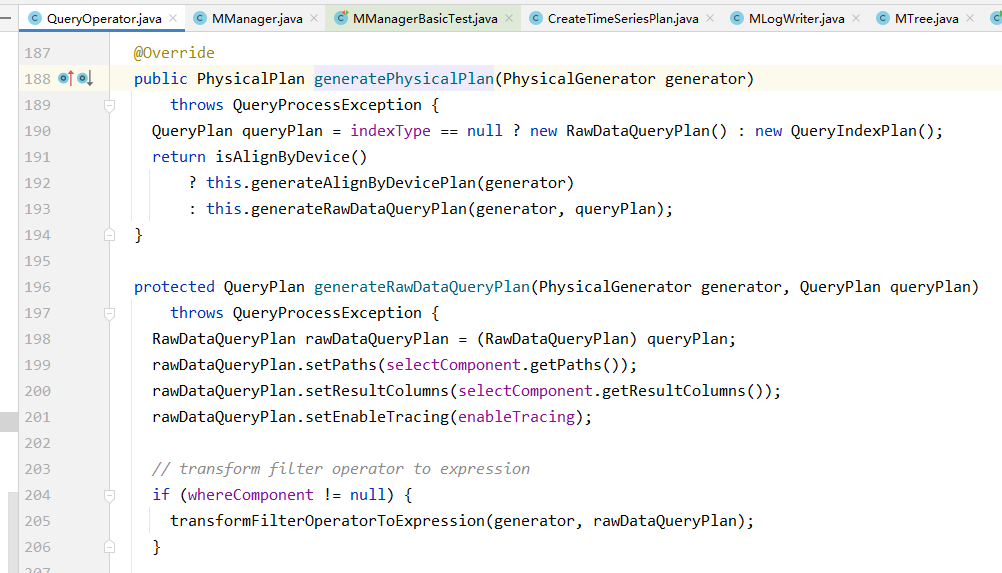 QueryOperator.java MManager.java MManagerBasicTest.java CreateTimeSeriesPlan.java MLogWriter.java MTree.java
187 @Override
188 public PhysicalPlan generatePhysicalPlan(PhysicalGenerator generator)
189 throws QueryProcessException {
190 QueryPlan queryPlan = indexType == null ? new RawDataQueryPlan() : new QueryIndexPlan();
191 return isAlignByDevice()
192 ? this.generateAlignByDevicePlan(generator)
193 : this.generateRawDataQueryPlan(generator, queryPlan);
194 }
195
196 protected QueryPlan generateRawDataQueryPlan(PhysicalGenerator generator, QueryPlan queryPlan)
197 throws QueryProcessException {
198 RawDataQueryPlan rawDataQueryPlan = (RawDataQueryPlan) queryPlan;
199 rawDataQueryPlan.setPaths(selectComponent.getPaths());
200 rawDataQueryPlan.setResultColumns(selectComponent.getResultColumns());
201 rawDataQueryPlan.setEnableTracing(enableTracing);
202
203 // transform filter operator to expression
204 if (whereComponent != null) {
205 transformFilterOperatorToExpression(generator, rawDataQueryPlan);
206 }
207